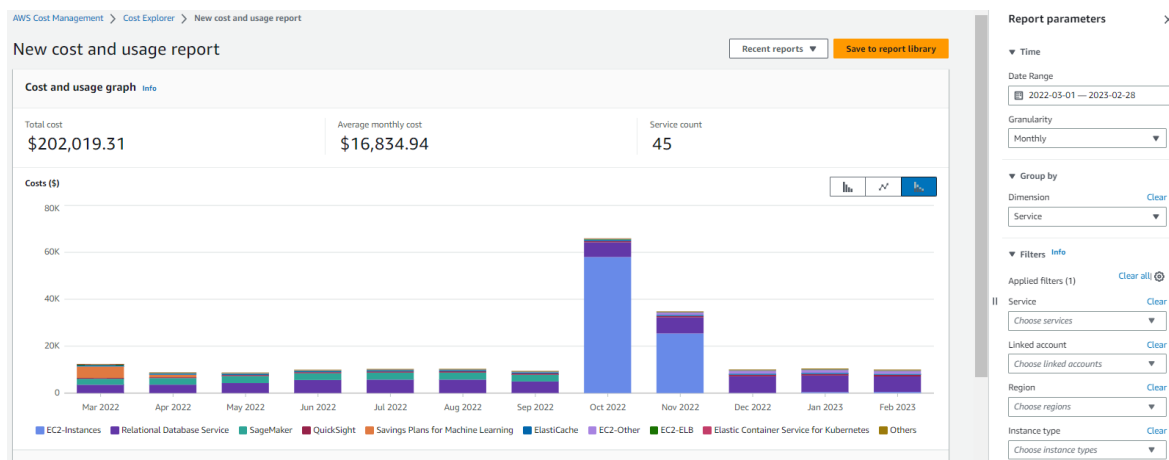 AWS Cost Management > Cost Explorer > New cost and usage report
New cost and usage report
Recent reports ▼
Save to report library
Cost and usage graph Info
Total cost
$202,019.31
Average monthly cost
$16,834.94
Service count
45
Costs ($)
80K
60K
40K
20K
0
Mar 2022 Apr 2022 May 2022 Jun 2022 Jul 2022 Aug 2022 Sep 2022 Oct 2022 Nov 2022 Dec 2022 Jan 2023 Feb 2023
EC2-Instances Relational Database Service SageMaker QuickSight Savings Plans for Machine Learning ElastiCache EC2-Other EC2-ELB Elastic Container Service for Kubernetes Others
Report parameters
▼ Time
Date Range
2022-03-01 — 2023-02-28
Granularity
Monthly ▼
▼ Group by
Dimension Clear
Service ▼
▼ Filters Info
Applied filters (1) Clear all
Service Clear
Choose services ▼
Linked account Clear
Choose linked accounts ▼
Region Clear
Choose regions ▼
Instance type Clear
Choose instance types ▼